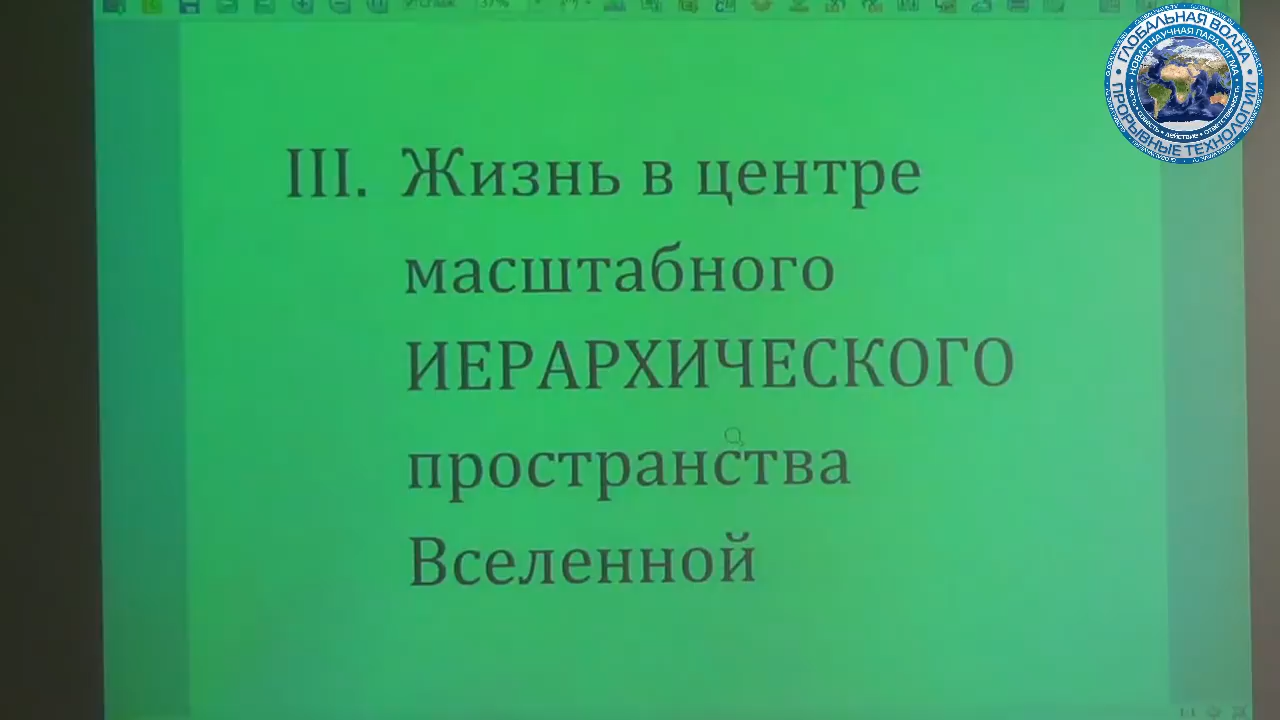 III. Жизнь в центре
масштабного
ИЕРАРХИЧЕСКОГО
пространства
Вселенной
ГЛОБАЛЬНАЯ ВОЛНА
НОВАЯ НАУЧНАЯ ПАРАДИГМА
ПРОРЫВНЫЕ ТЕХНОЛОГИИ